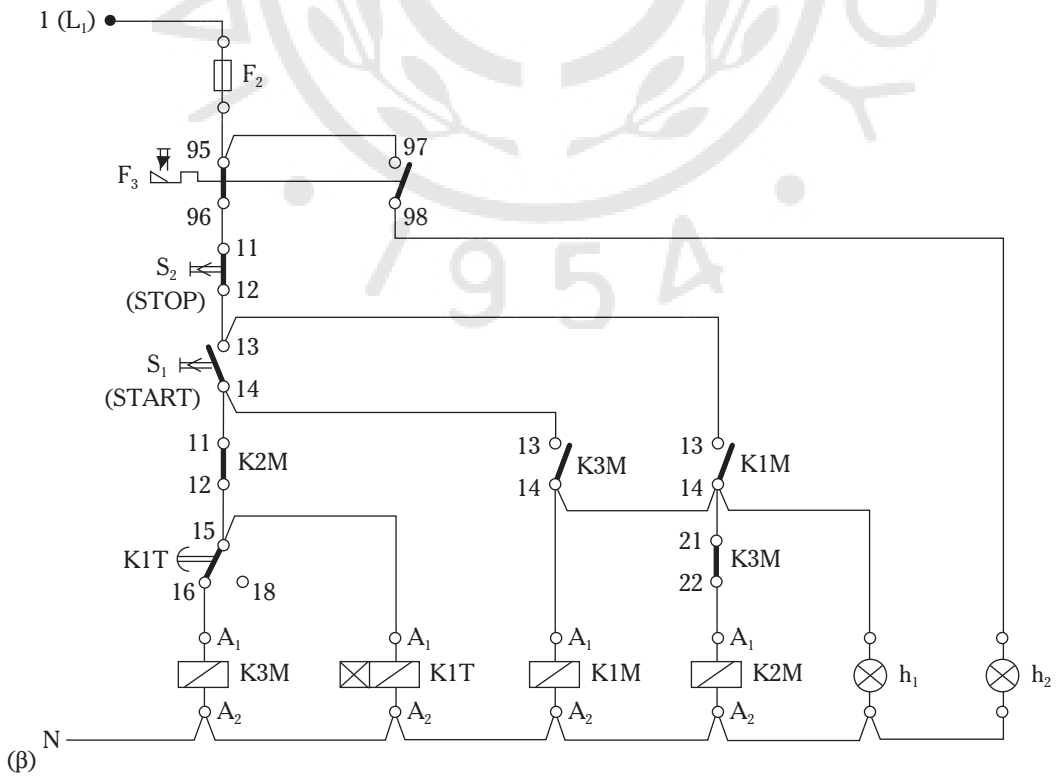 1 (L₁)
F₂
95
97
F₃
96
98
11
S₂
(STOP)
12
13
S₁
(START)
14
11
K2M
12
13
K3M
14
13
K1M
14
15
K1T
16
18
21
K3M
22
A₁
K3M
A₂
A₁
K1T
A₂
A₁
K1M
A₂
A₁
K2M
A₂
h₁
h₂
N
(β)
1954